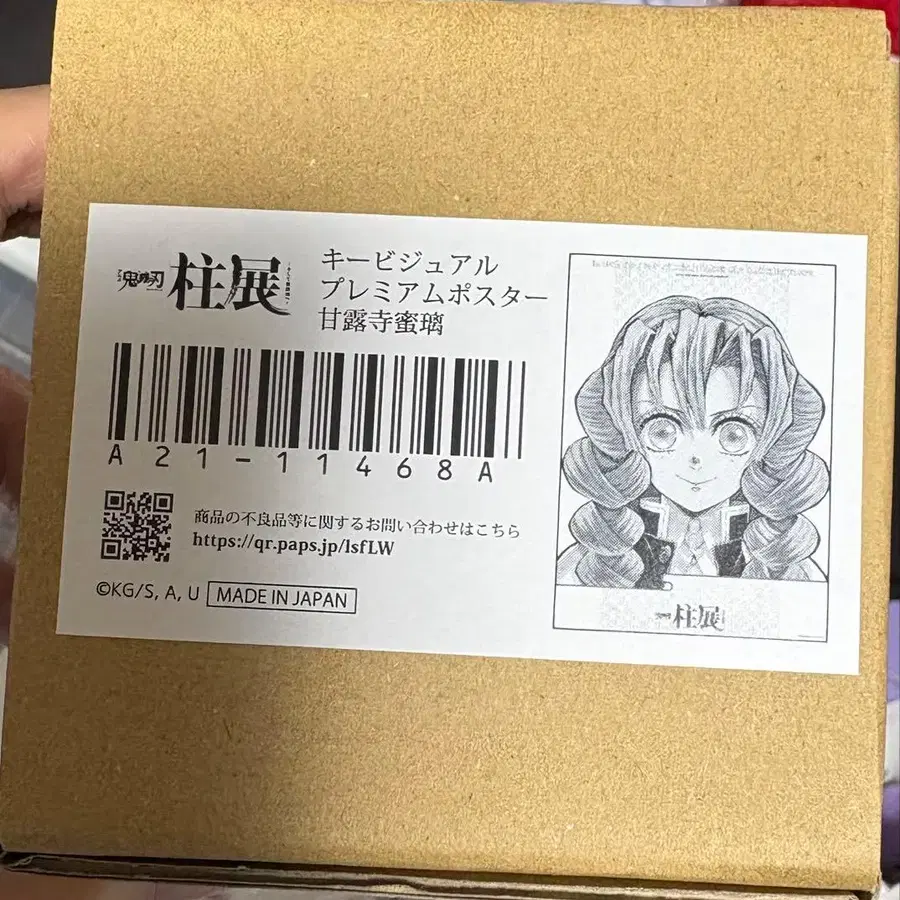 鬼滅の刃
柱展
キービジュアル
プレミアムポスター
甘露寺蜜璃
A21-11468A
商品の不良品等に関するお問い合わせはこちら
https://qr.paps.jp/lsfLW
©KG/S, A, U MADE IN JAPAN
柱展